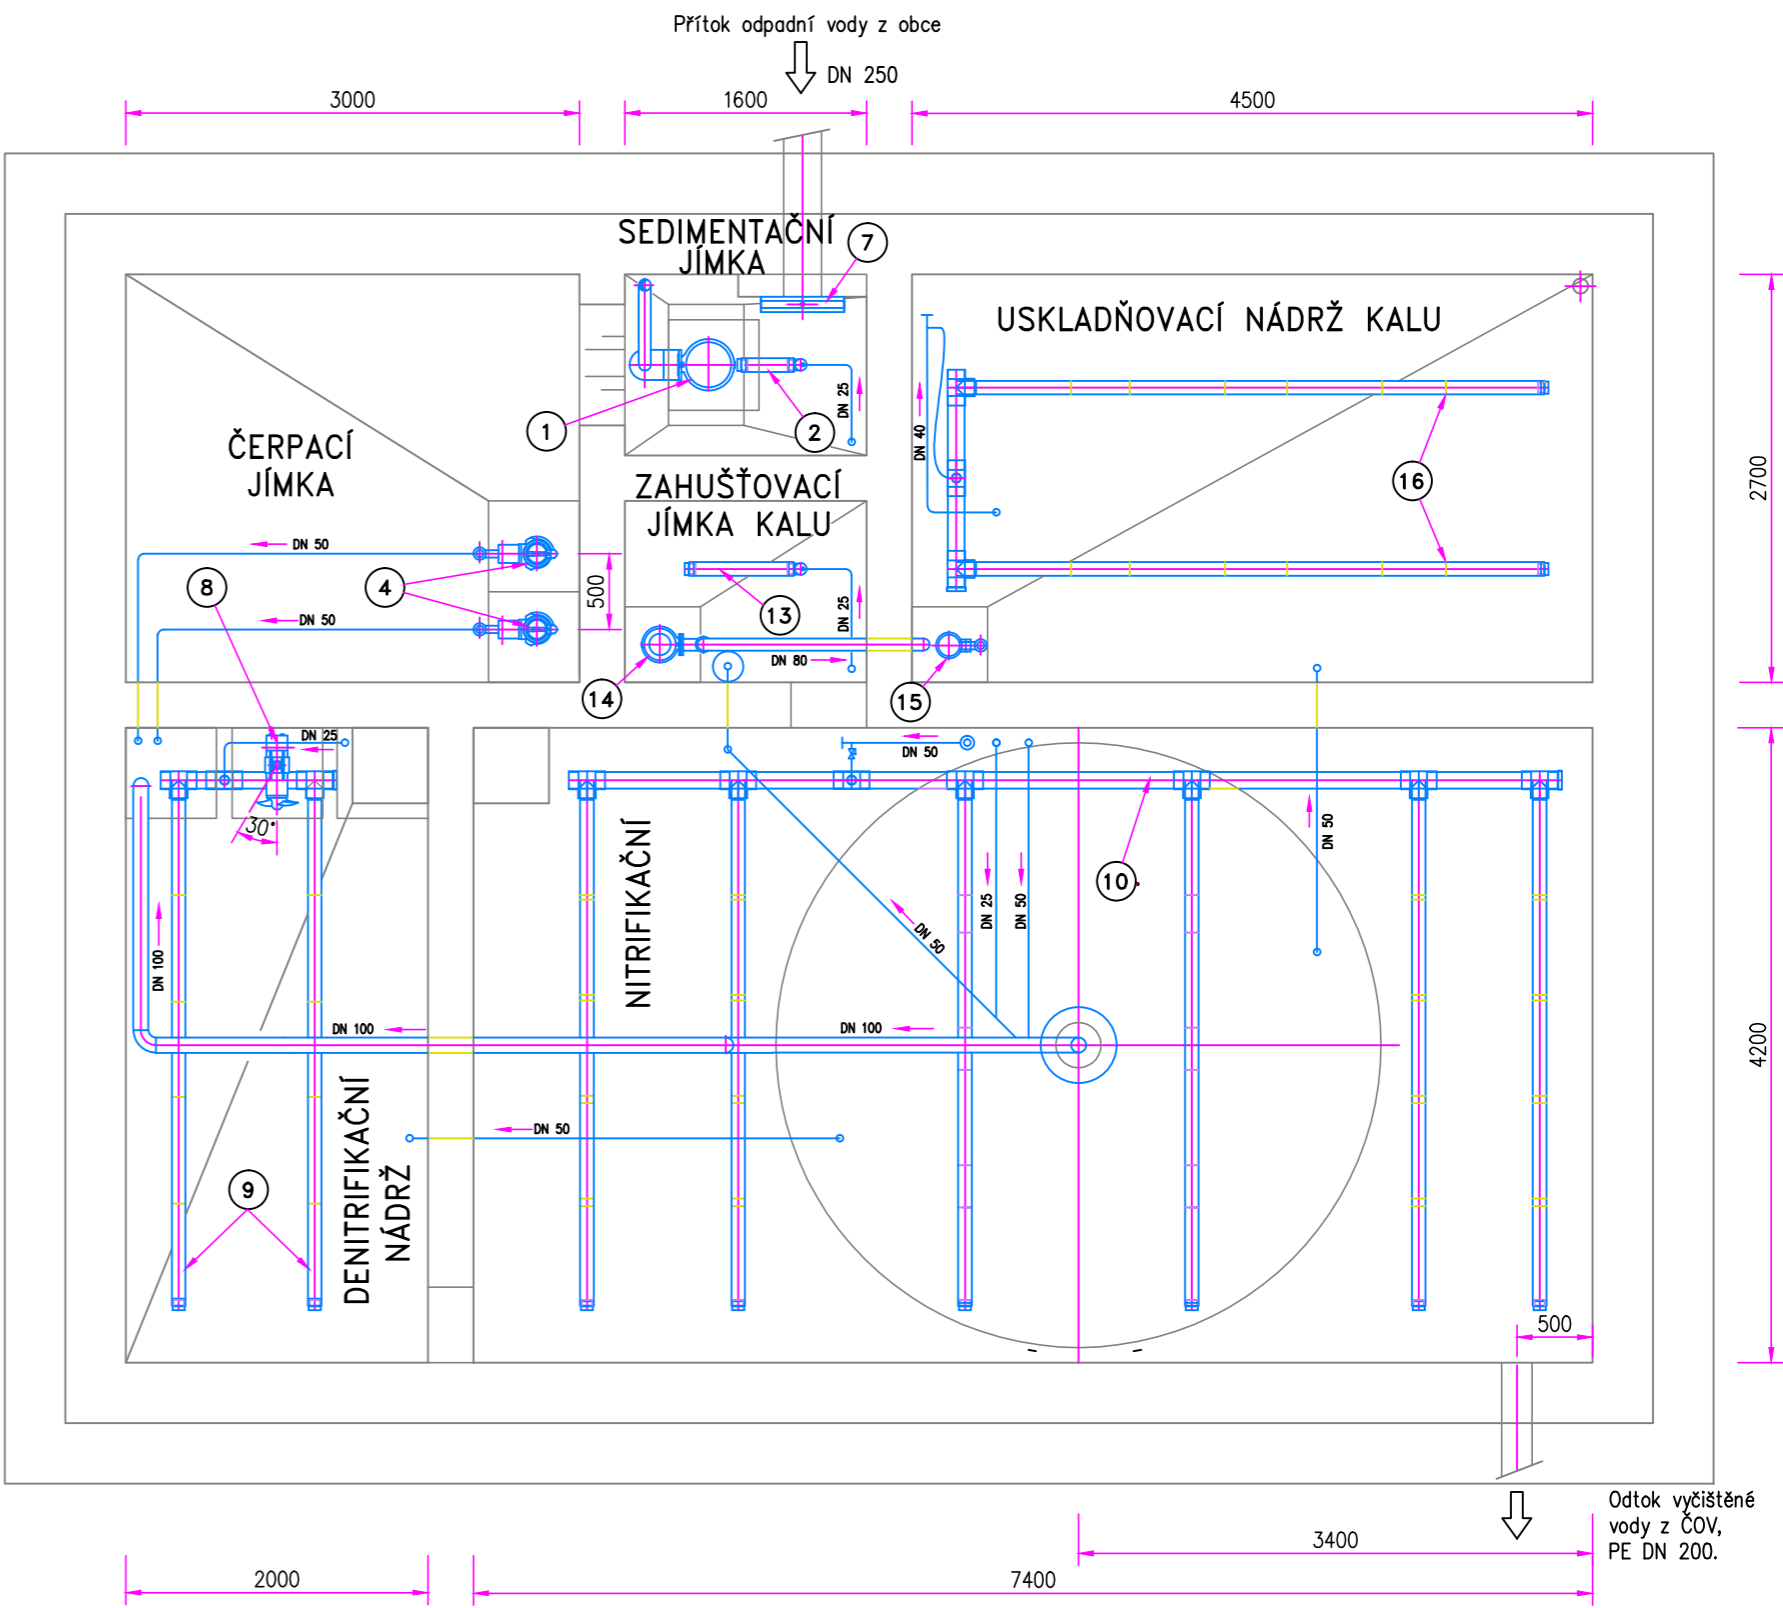 Přítok odpadní vody z obce
DN 250
3000
1600
4500
SEDIMENTAČNÍ
JÍMKA
7
USKLADŇOVACÍ NÁDRŽ KALU
1
2
DN 25
DN 40
16
2700
ČERPACÍ
JÍMKA
ZAHUŠŤOVACÍ
JÍMKA KALU
DN 50
8
4
500
13
DN 25
DN 50
DN 80
14
15
DN 25
DN 50
30°
10
DN 50
NITRIFIKAČNÍ
DN 25
DN 50
DN 50
DN 100
DN 100
DN 100
4200
DN 50
9
DENITRIFIKAČNÍ
NÁDRŽ
500
Odtok vyčištěné
vody z ČOV,
PE DN 200.
3400
2000
7400